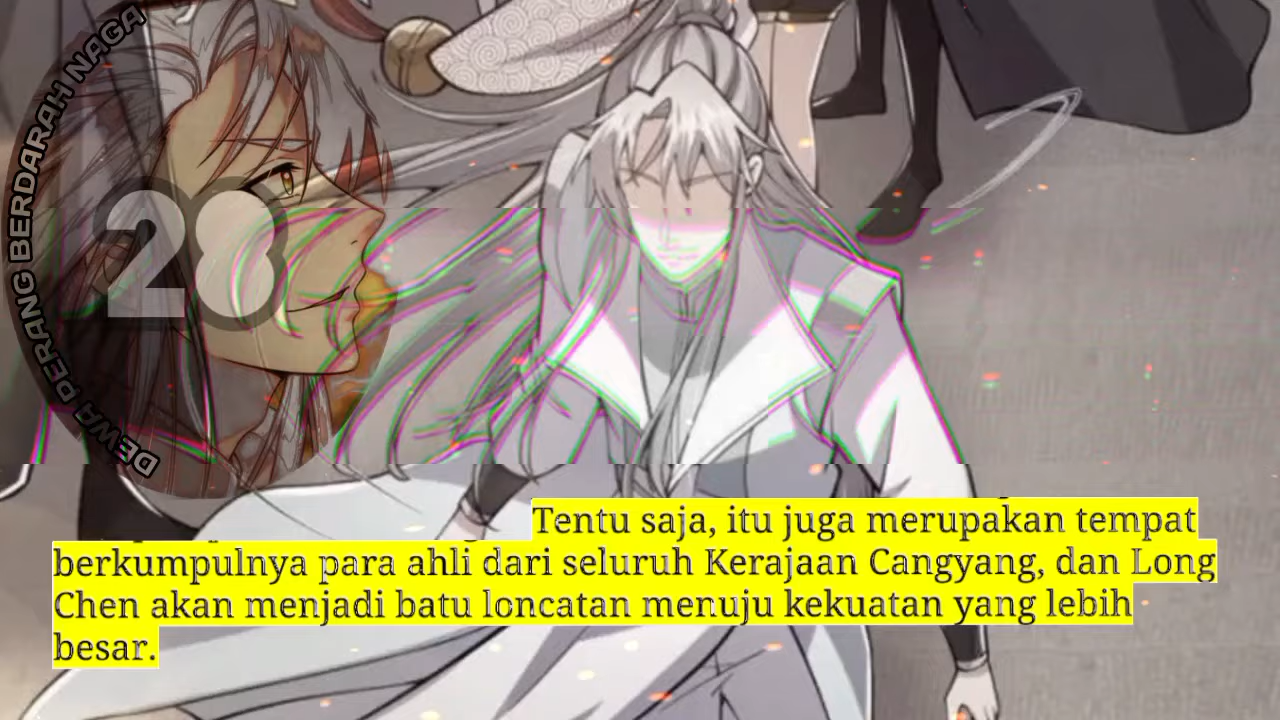 DEWA PERANG BERDARAH NAGA
28
Tentu saja, itu juga merupakan tempat
berkumpulnya para ahli dari seluruh Kerajaan Cangyang, dan Long
Chen akan menjadi batu loncatan menuju kekuatan yang lebih
besar.